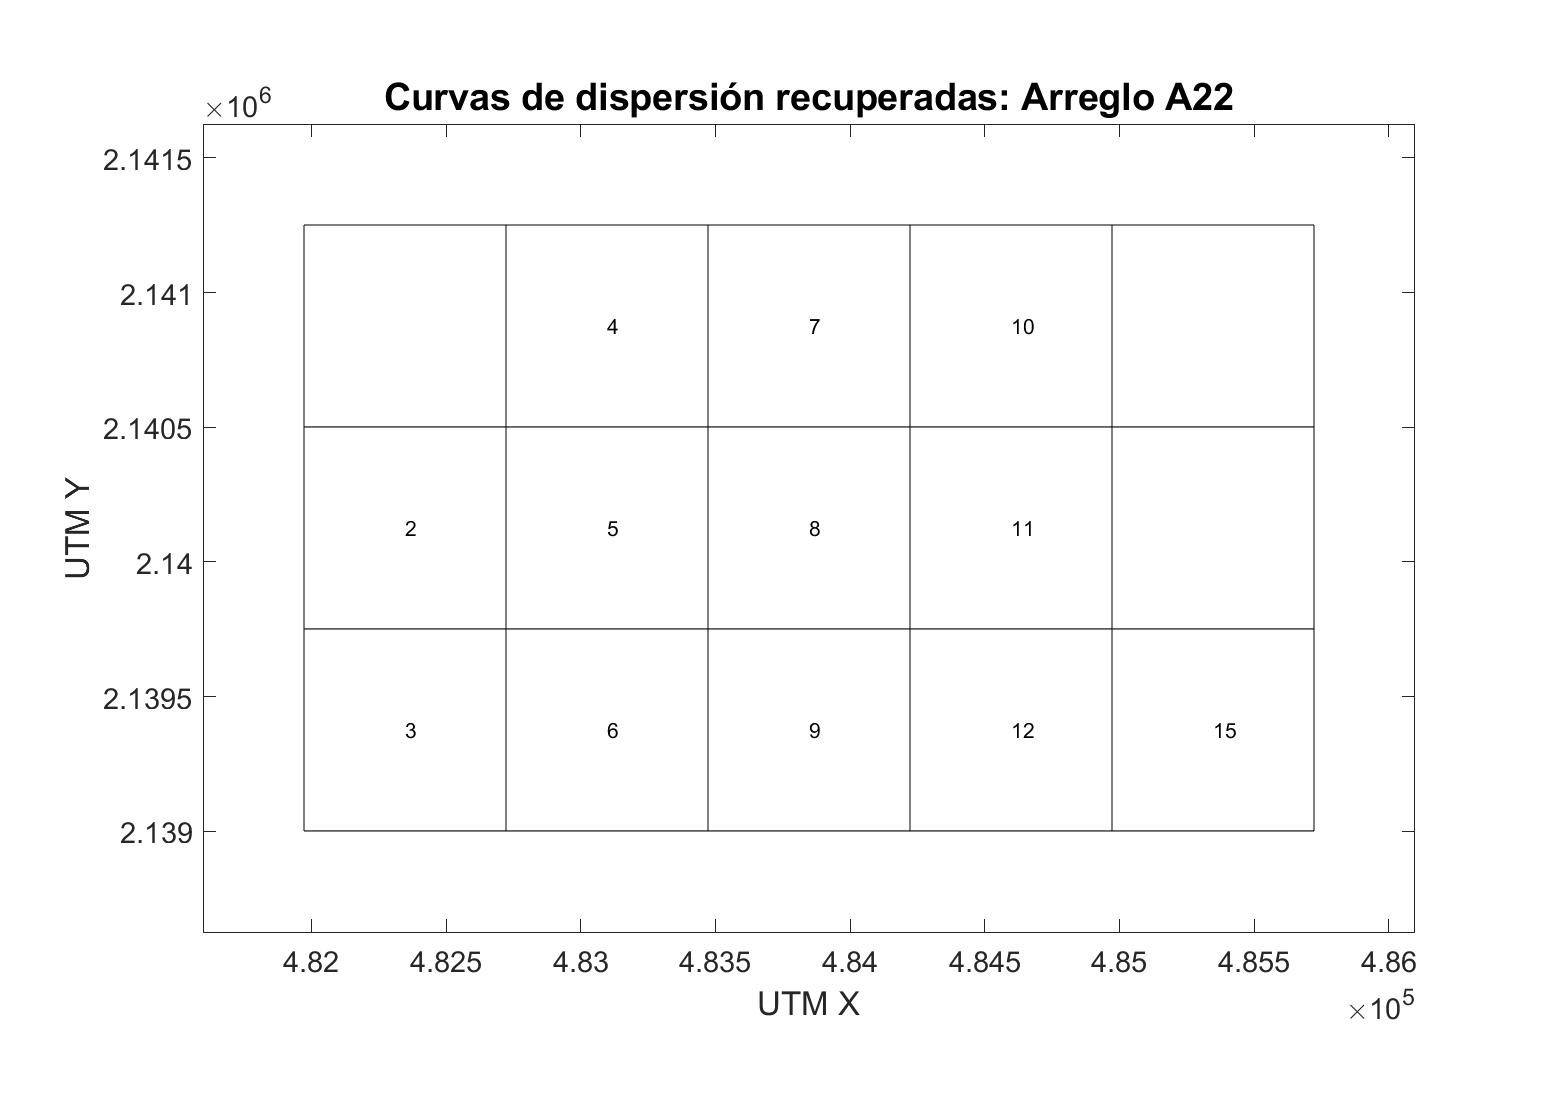 Curvas de dispersión recuperadas: Arreglo A22
×10^6
2.1415
2.141
4 7 10
2.1405
UTM Y
2 5 8 11
2.14
2.1395
3 6 9 12 15
2.139
4.82 4.825 4.83 4.835 4.84 4.845 4.85 4.855 4.86
UTM X
×10^5